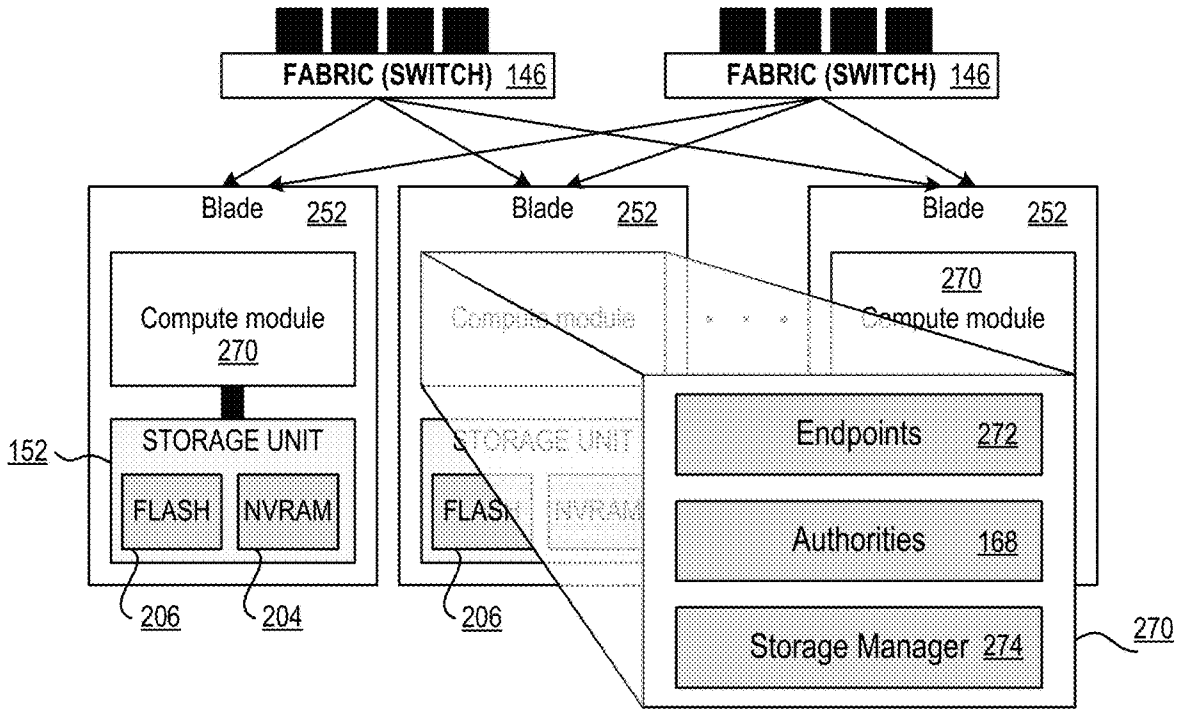 FABRIC (SWITCH) 146
FABRIC (SWITCH) 146
Blade 252
Blade 252
Blade 252
Compute module
270
Compute module
. . .
270
Compute module
STORAGE UNIT
152
FLASH
NVRAM
STORAGE UNIT
FLASH
NVRAM
206
204
206
Endpoints 272
Authorities 168
Storage Manager 274
270